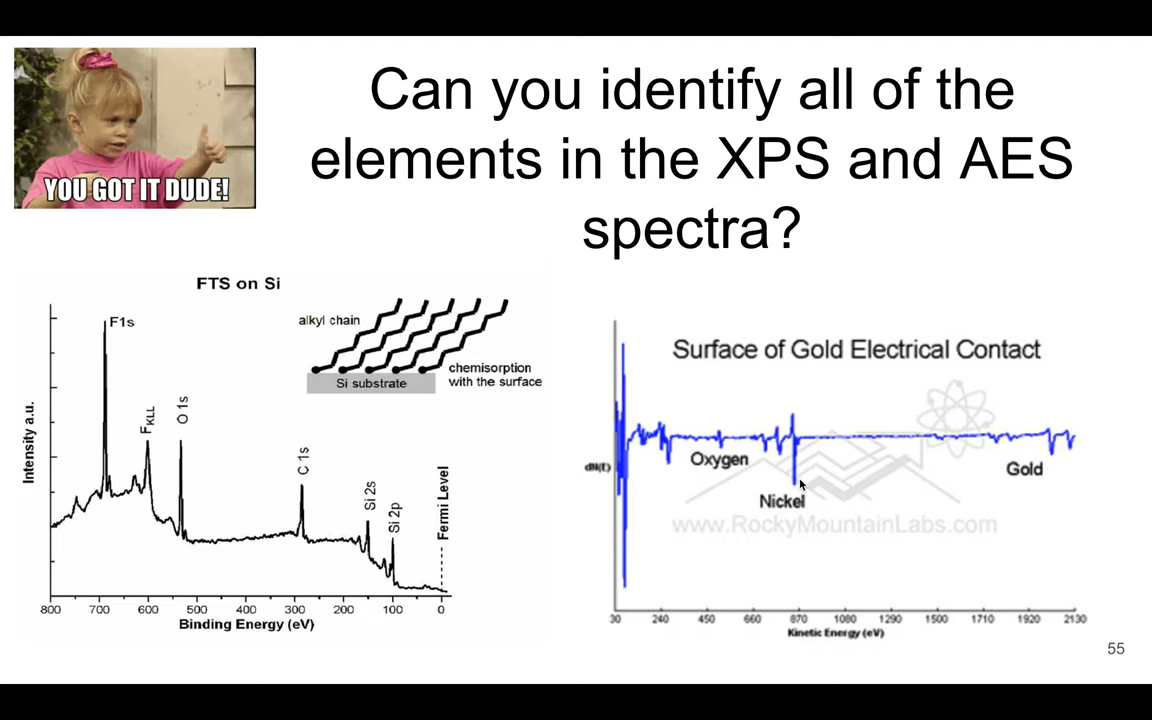 YOU GOT IT DUDE!
Can you identify all of the
elements in the XPS and AES
spectra?
FTS on Si
F1s
F KLL
O 1s
C 1s
Si 2s
Si 2p
Fermi Level
alkyl chain
chemisorption
with the surface
Si substrate
Intensity a.u.
800 700 600 500 400 300 200 100 0
Binding Energy (eV)
Surface of Gold Electrical Contact
dN(E)
Oxygen
Nickel
Gold
www.RockyMountainLabs.com
30 240 450 660 870 1080 1290 1500 1710 1920 2130
Kinetic Energy (eV)
55